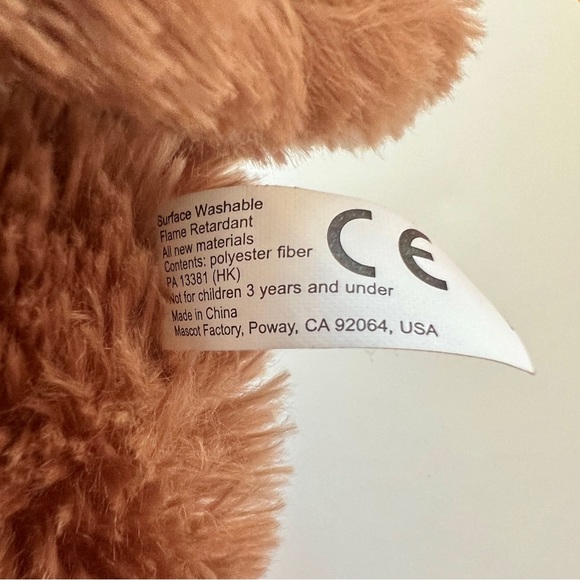 Surface Washable
Flame Retardant
All new materials
Contents: polyester fiber
PA 13381 (HK)
Not for children 3 years and under
Made in China
Mascot Factory, Poway, CA 92064, USA
CE